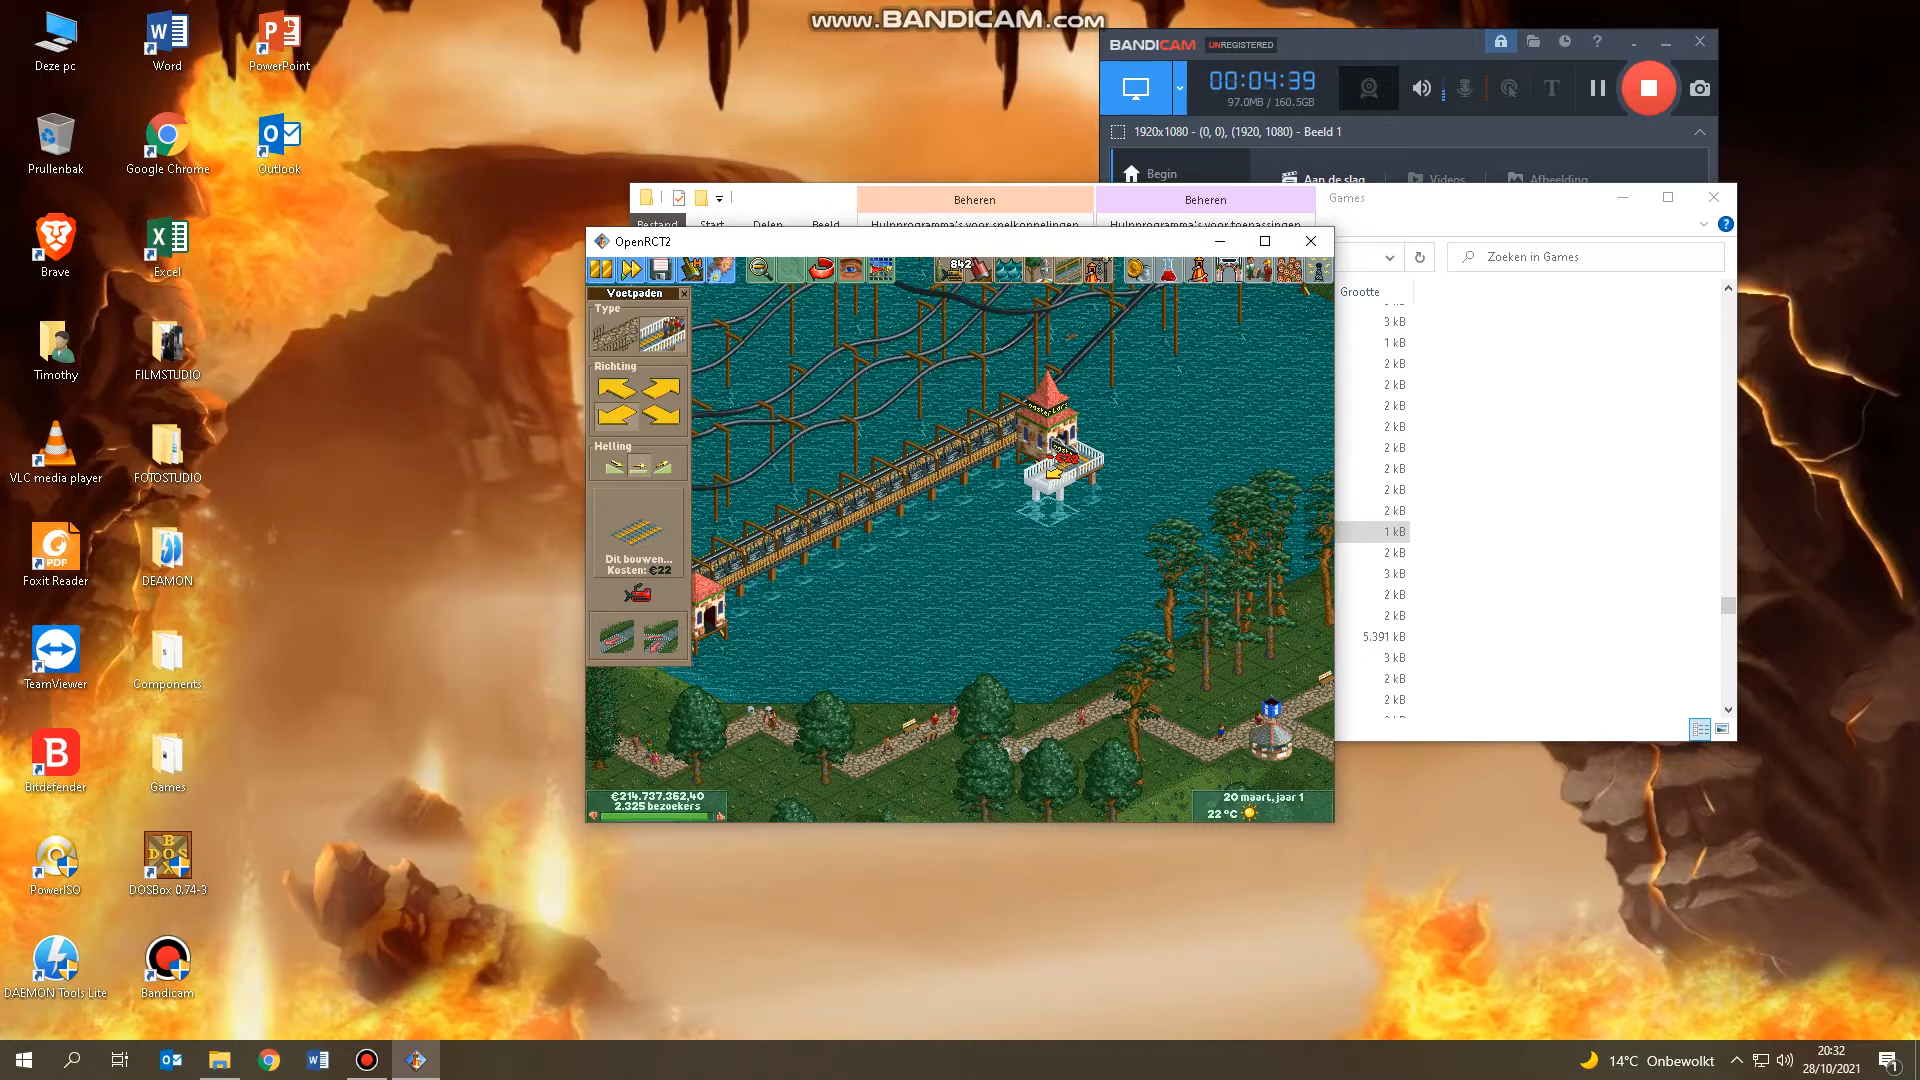 www.BANDICAM.com
BANDICAM UNREGISTERED
00:04:39
97.0MB / 160.5GB
1920x1080 - (0, 0), (1920, 1080) - Beeld 1
Begin
Aan de slag
Videos
Afbeelding
Deze pc
Word
PowerPoint
Prullenbak
Google Chrome
Outlook
Brave
Excel
Timothy
FILMSTUDIO
VLC media player
FOTOSTUDIO
Foxit Reader
DEAMON
TeamViewer
Components
Bitdefender
Games
PowerISO
DOSBox 0.74-3
DAEMON Tools Lite
Bandicam
Beheren
Beheren
Games
Bestand
Start
Delen
Beeld
Hulpprogramma's voor snelkoppelingen
Hulpprogramma's voor toepassingen
Zoeken in Games
Grootte
3 kB
1 kB
2 kB
2 kB
2 kB
2 kB
2 kB
2 kB
2 kB
2 kB
1 kB
2 kB
3 kB
2 kB
2 kB
5.391 kB
3 kB
2 kB
2 kB
OpenRCT2
842
Voetpaden
Type
Richting
Helling
Dit bouwen...
Kosten: €22
€22
€214.737.362,40
2.325 bezoekers
20 maart, jaar 1
22 °C
14°C Onbewolkt
20:32
28/10/2021
1